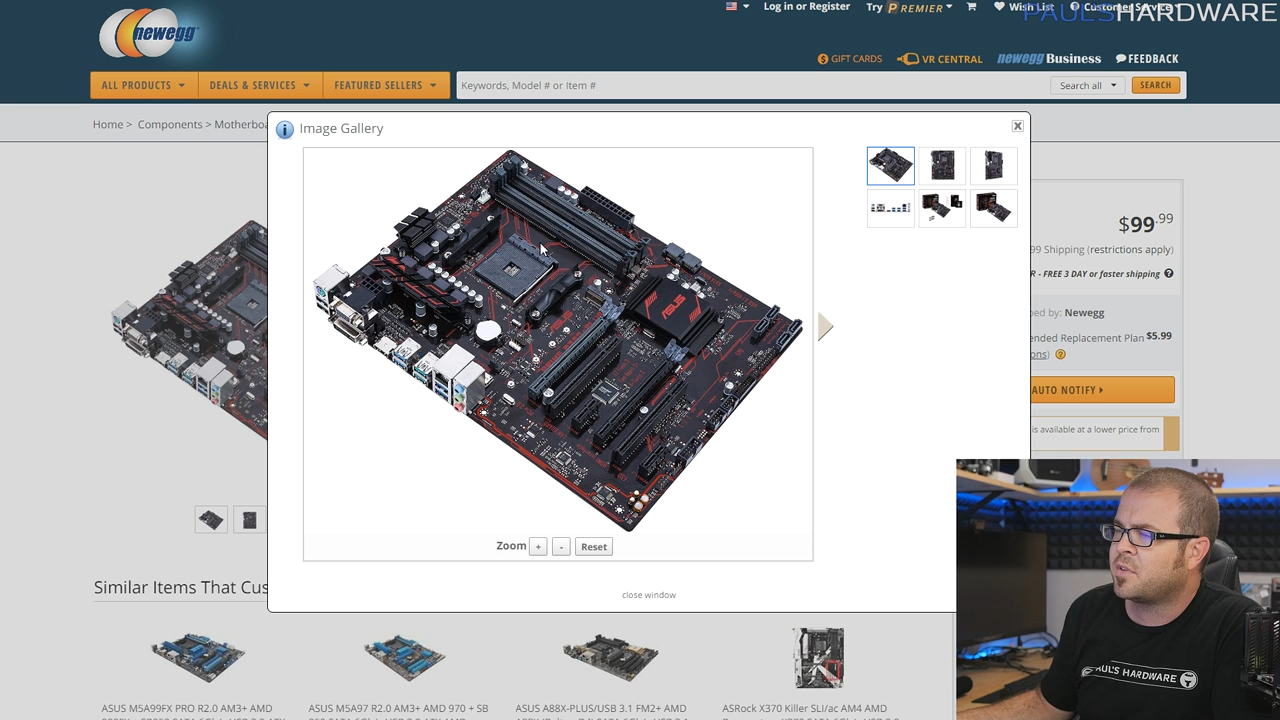 Log in or Register
Try PREMIER
Wish List
Customer Service
PAULSHARDWARE
newegg
GIFT CARDS
VR CENTRAL
newegg Business
FEEDBACK
ALL PRODUCTS
DEALS & SERVICES
FEATURED SELLERS
Keywords, Model # or Item #
Search all
SEARCH
Home > Components > Motherboa
Image Gallery
$99.99
99 Shipping (restrictions apply)
R - FREE 3 DAY or faster shipping
ped by: Newegg
ended Replacement Plan $5.99
ons)
AUTO NOTIFY
is available at a lower price from
ASUS
Zoom + - Reset
close window
Similar Items That Cus
ASUS M5A99FX PRO R2.0 AM3+ AMD
ASUS M5A97 R2.0 AM3+ AMD 970 + SB
ASUS A88X-PLUS/USB 3.1 FM2+ AMD
ASRock X370 Killer SLI/ac AM4 AMD
AUL'S HARDWARE